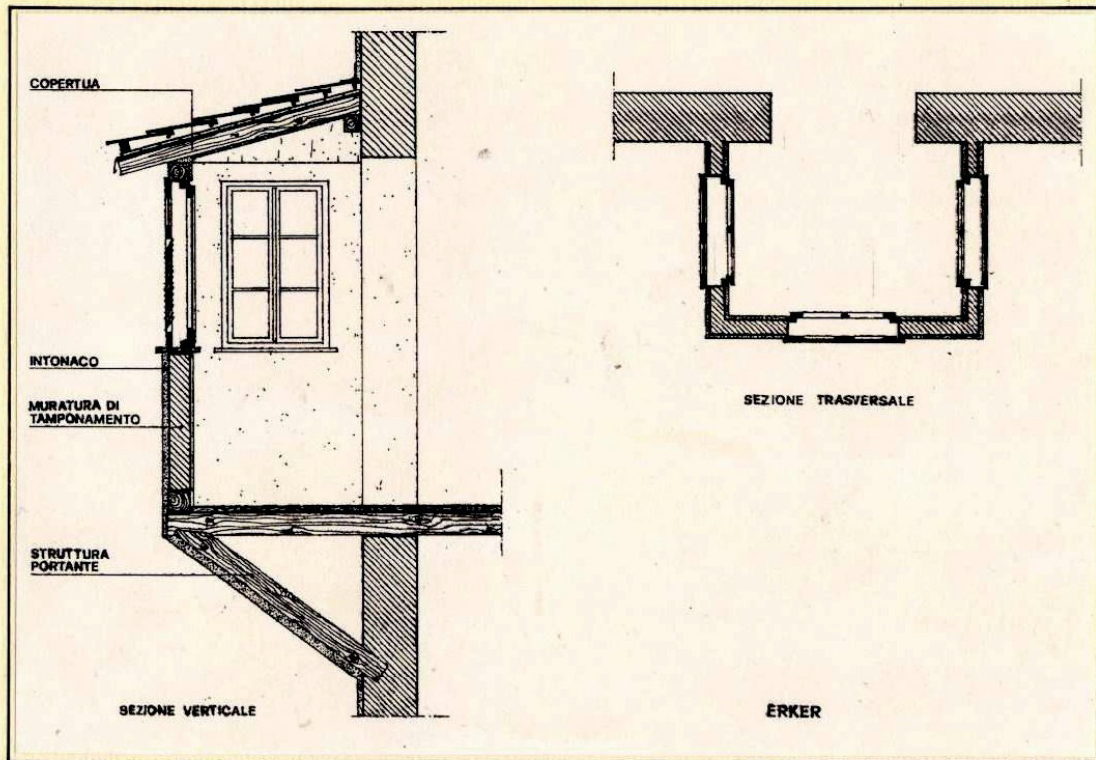 COPERTUA
INTONACO
MURATURA DI
TAMPONAMENTO
STRUTTURA
PORTANTE
SEZIONE VERTICALE
SEZIONE TRASVERSALE
ERKER